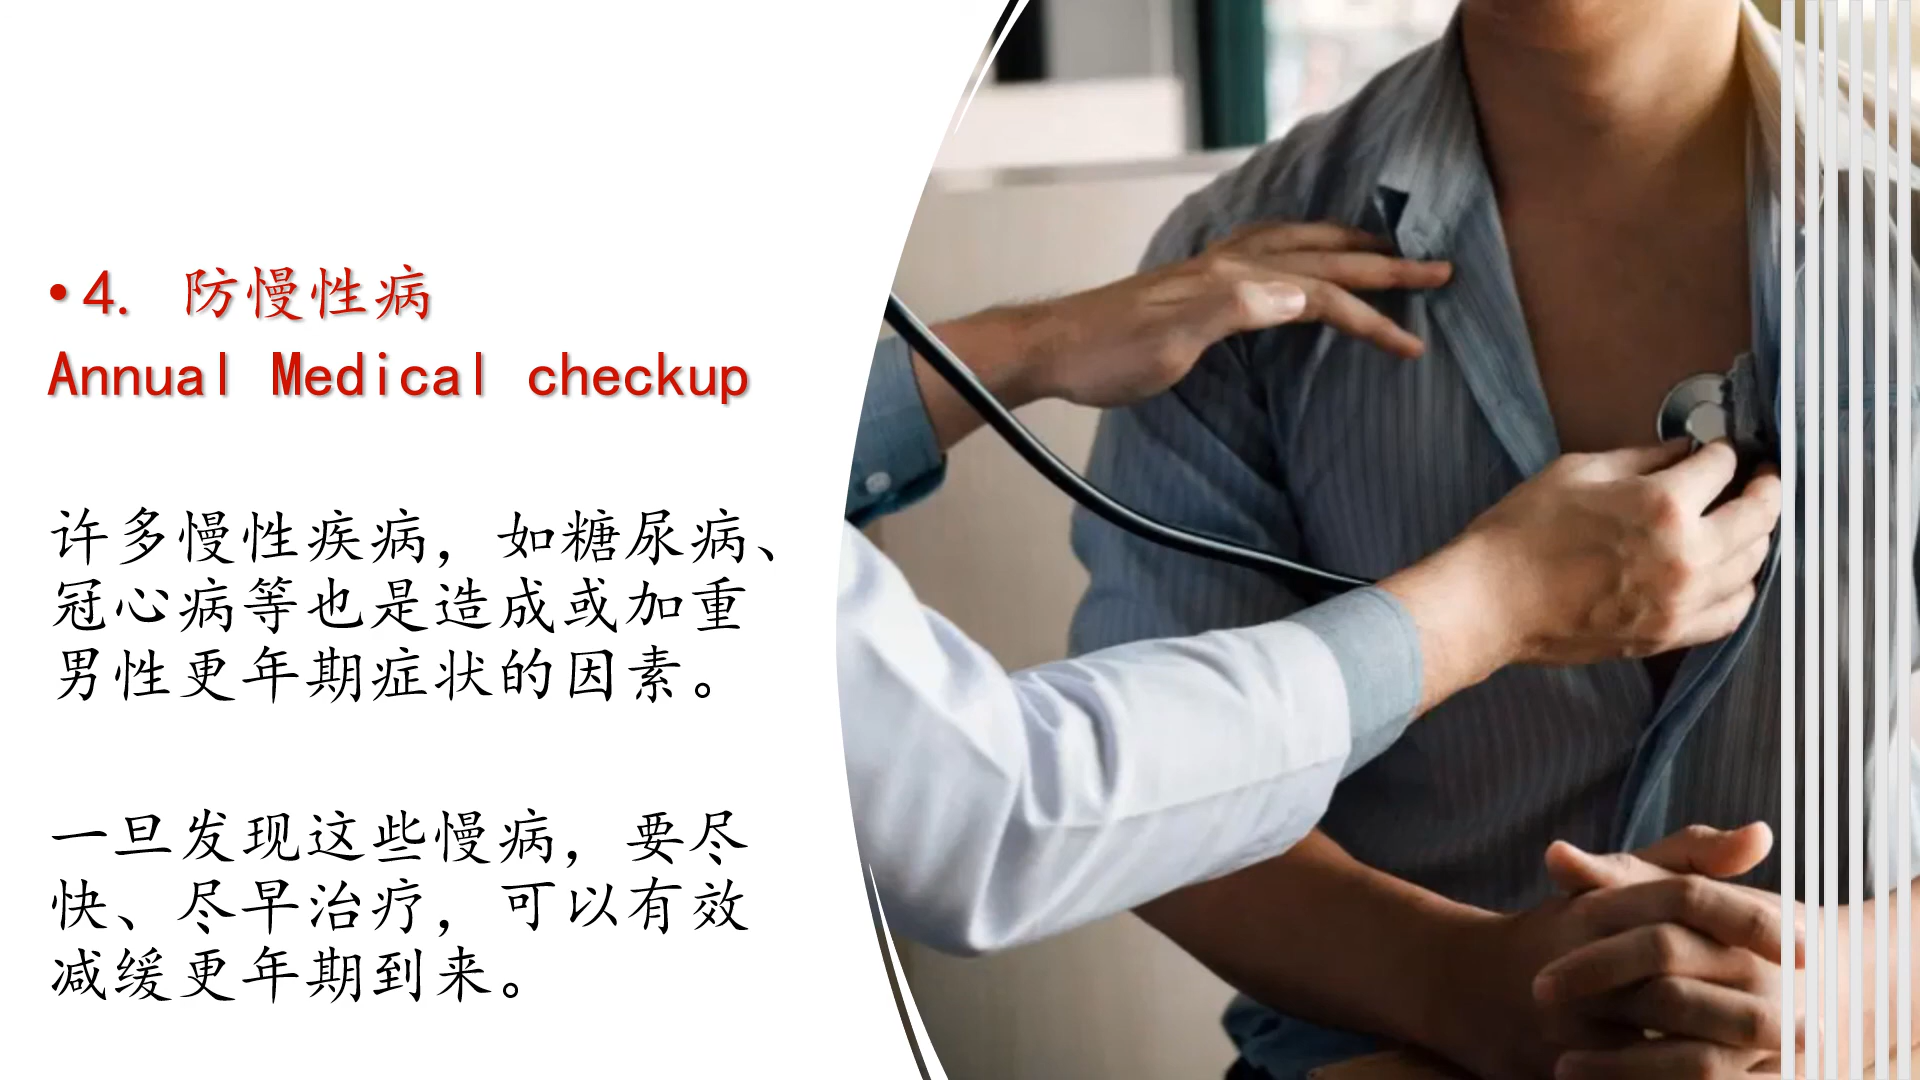 • 4. 防慢性病
Annual Medical checkup
许多慢性疾病，如糖尿病、
冠心病等也是造成或加重
男性更年期症状的因素。
一旦发现这些慢病，要尽
快、尽早治疗，可以有效
减缓更年期到来。